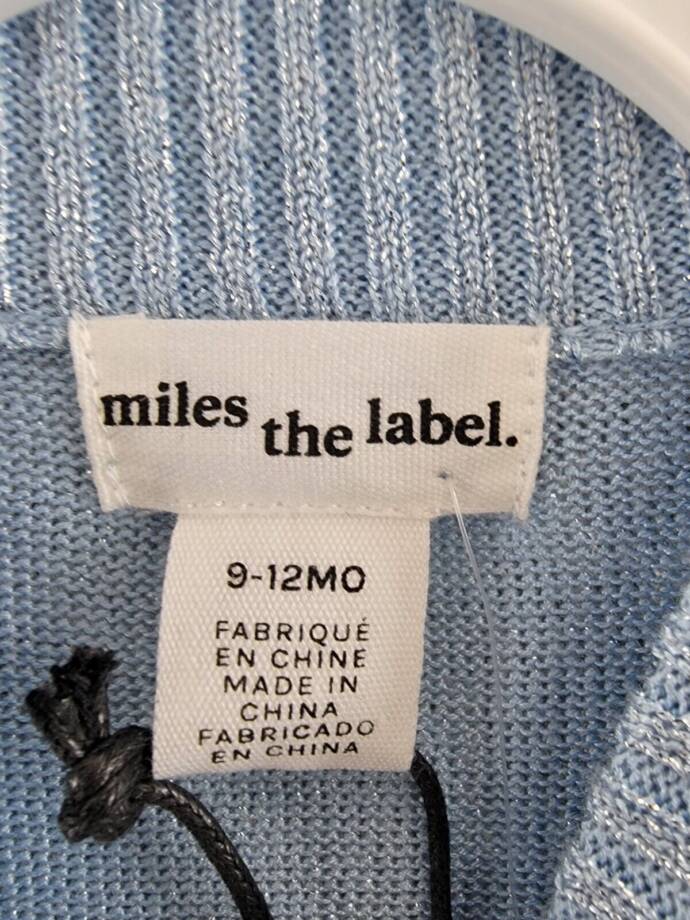 miles the label.
9-12MO
FABRIQUÉ
EN CHINE
MADE IN
CHINA
FABRICADO
EN CHINA